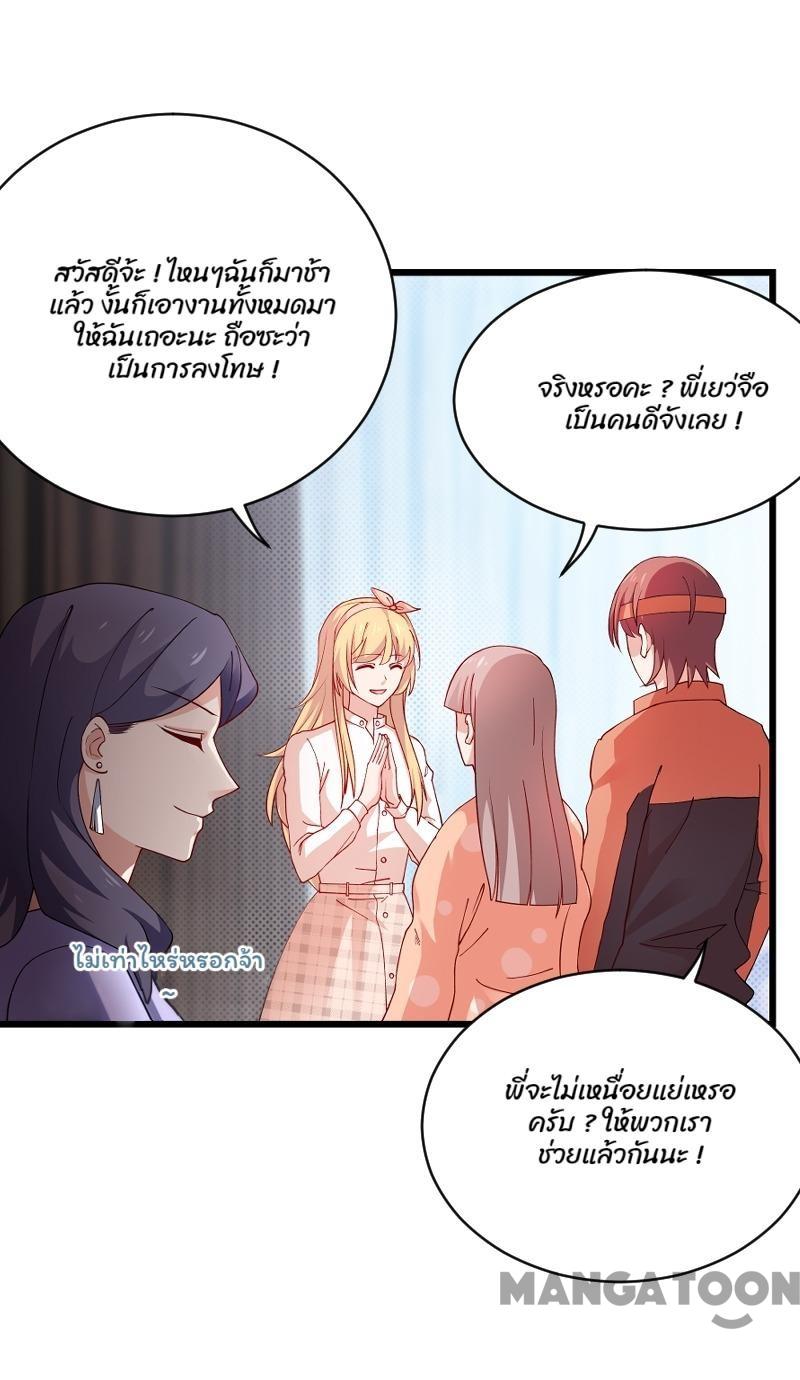 สวัสดีจ้ะ ! ไหนๆฉันก็มาช้า
แล้ว งั้นก็เอางานทั้งหมดมา
ให้ฉันเถอะนะ ถือซะว่า
เป็นการลงโทษ !
จริงหรอคะ ? พี่เยว่จือ
เป็นคนดีจังเลย !
ไม่เท่าไหร่หรอกจ้า
~
พี่จะไม่เหนื่อยแย่เหรอ
ครับ ? ให้พวกเรา
ช่วยแล้วกันนะ !
MANGATOON